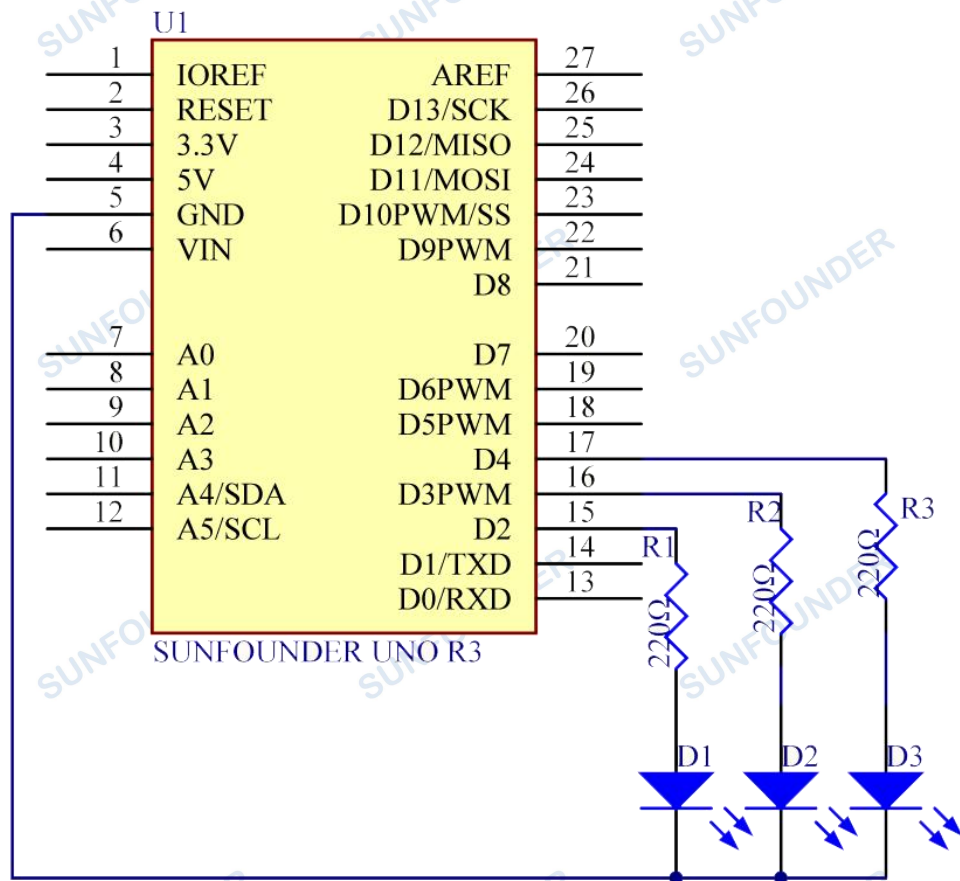 SUNFOUNDER
SUNFOUNDER
U1
1 IOREF AREF 27
2 RESET D13/SCK 26
3 3.3V D12/MISO 25
4 5V D11/MOSI 24
5 GND D10PWM/SS 23
6 VIN D9PWM 22
D8 21
SUNFOUNDER
7 A0 D7 20
8 A1 D6PWM 19
9 A2 D5PWM 18
10 A3 D4 17
11 A4/SDA D3PWM 16
12 A5/SCL D2 15
D1/TXD 14
D0/RXD 13
R1
220Ω
R2
220Ω
R3
220Ω
SUNFOUNDER UNO R3
D1
D2
D3